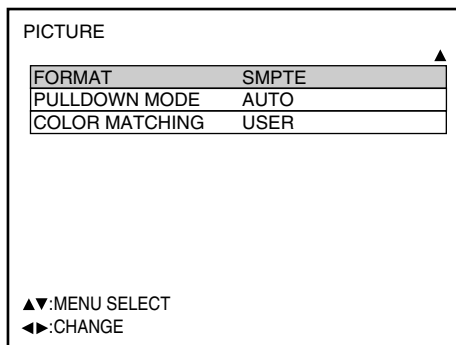 PICTURE
▲
FORMAT SMPTE
PULLDOWN MODE AUTO
COLOR MATCHING USER
▲▼:MENU SELECT
◀▶:CHANGE